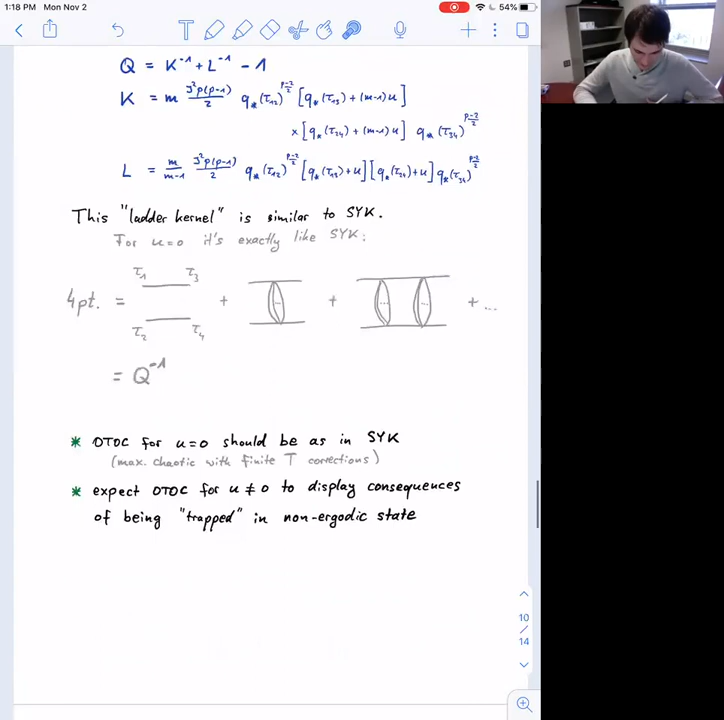 1:18 PM Mon Nov 2
54%
Q = K⁻¹ + L⁻¹ - 1
K = m J²p(p-1)/2 q*(τ₁₂)^(p-2)/2 [q*(τ₁₃) + (m-1)u]
× [q*(τ₂₄) + (m-1)u] q*(τ₃₄)^(p-2)/2
L = m/(m-1) J²p(p-1)/2 q*(τ₁₂)^(p-2)/2 [q*(τ₁₃)+u][q*(τ₂₄)+u] q*(τ₃₄)^(p-2)/2
This "ladder kernel" is similar to SYK.
For u=0 it's exactly like SYK:
τ₁ τ₃
4pt. = + + + ...
τ₂ τ₄
= Q⁻¹
* OTOC for u=0 should be as in SYK
(max. chaotic with finite T corrections)
* expect OTOC for u ≠ 0 to display consequences
of being "trapped" in non-ergodic state
10
/
14